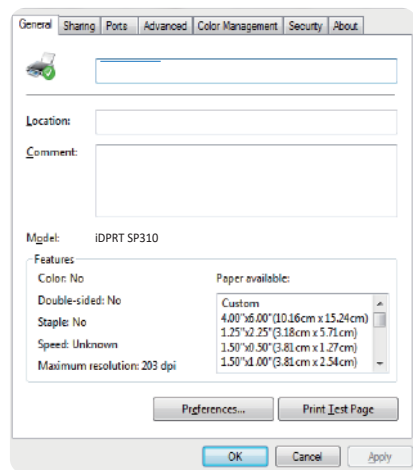 General Sharing Ports Advanced Color Management Security About
Location:
Comment:
Model: iDPRT SP310
Features
Color: No Paper available:
Double-sided: No Custom
Staple: No 4.00"x6.00"(10.16cm x 15.24cm)
Speed: Unknown 1.25"x2.25"(3.18cm x 5.71cm)
Maximum resolution: 203 dpi 1.50"x0.50"(3.81cm x 1.27cm)
1.50"x1.00"(3.81cm x 2.54cm)
Preferences... Print Test Page
OK Cancel Apply